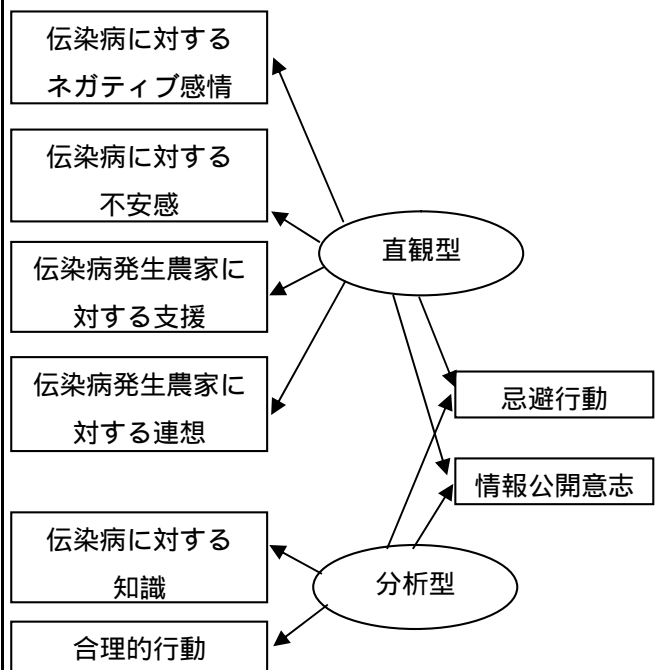 伝染病に対する
ネガティブ感情
伝染病に対する
不安感
直観型
伝染病発生農家に
対する支援
伝染病発生農家に
対する連想
忌避行動
情報公開意志
伝染病に対する
知識
分析型
合理的行動